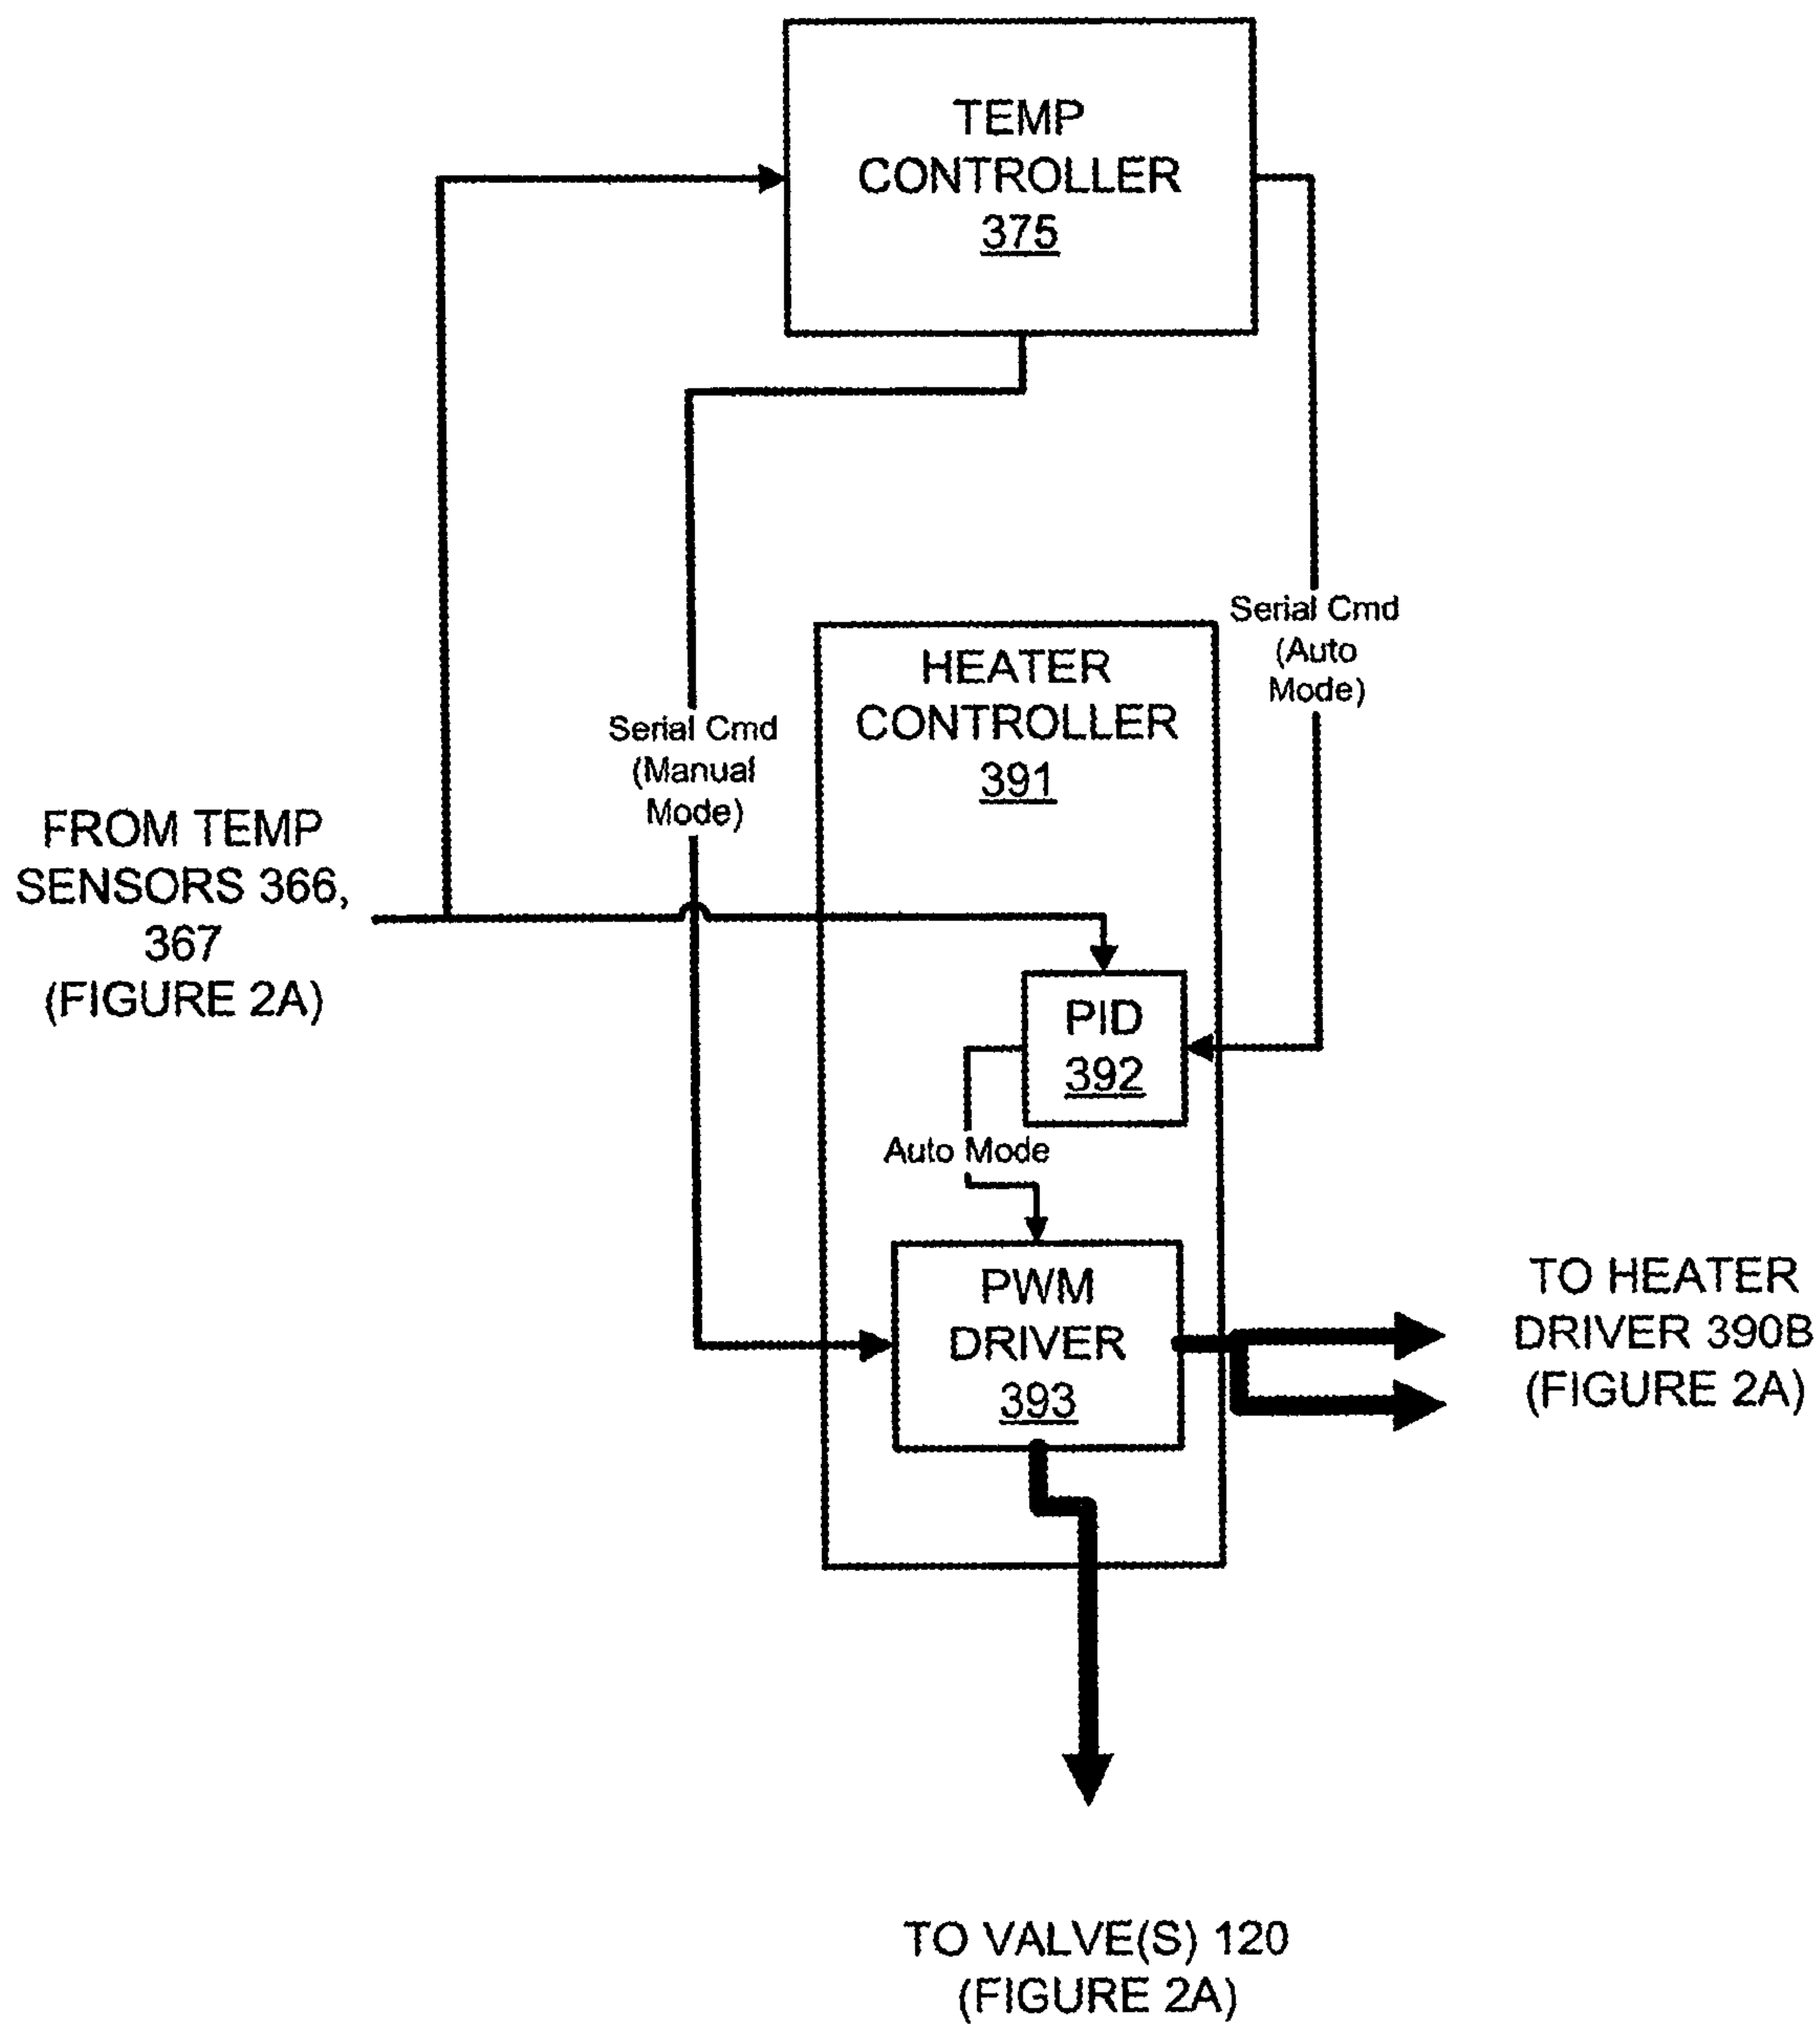 TEMP
CONTROLLER
375
Serial Cmd
(Auto
Mode)
HEATER
CONTROLLER
391
Serial Cmd
(Manual
Mode)
FROM TEMP
SENSORS 366,
367
(FIGURE 2A)
PID
392
Auto Mode
PWM
DRIVER
393
TO HEATER
DRIVER 390B
(FIGURE 2A)
TO VALVE(S) 120
(FIGURE 2A)